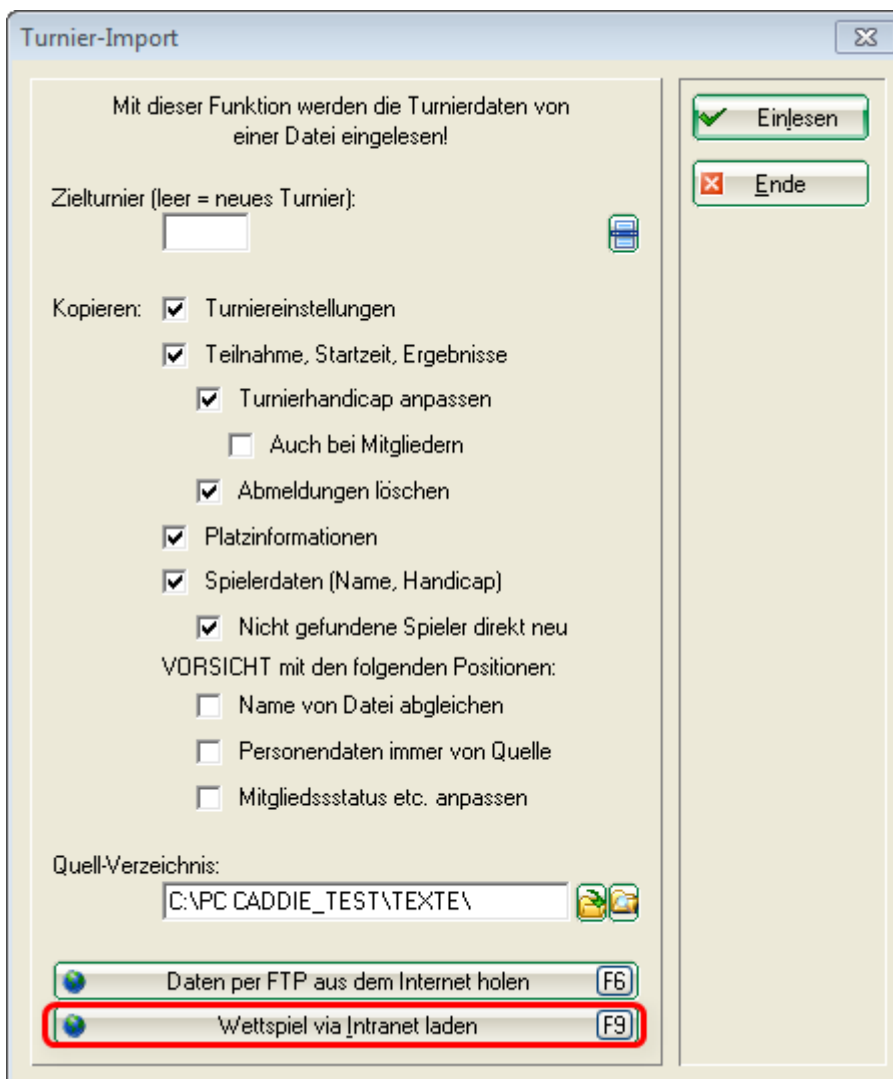 Turnier-Import
Mit dieser Funktion werden die Turnierdaten von
einer Datei eingelesen!
Zielturnier (leer = neues Turnier):
Kopieren: Turniereinstellungen
Teilnahme, Startzeit, Ergebnisse
Turnierhandicap anpassen
Auch bei Mitgliedern
Abmeldungen löschen
Platzinformationen
Spielerdaten (Name, Handicap)
Nicht gefundene Spieler direkt neu
VORSICHT mit den folgenden Positionen:
Name von Datei abgleichen
Personendaten immer von Quelle
Mitgliedssstatus etc. anpassen
Quell-Verzeichnis:
C:\PC CADDIE_TEST\TEXTE\
Daten per FTP aus dem Internet holen F6
Wettspiel via Intranet laden F9
Einlesen
Ende